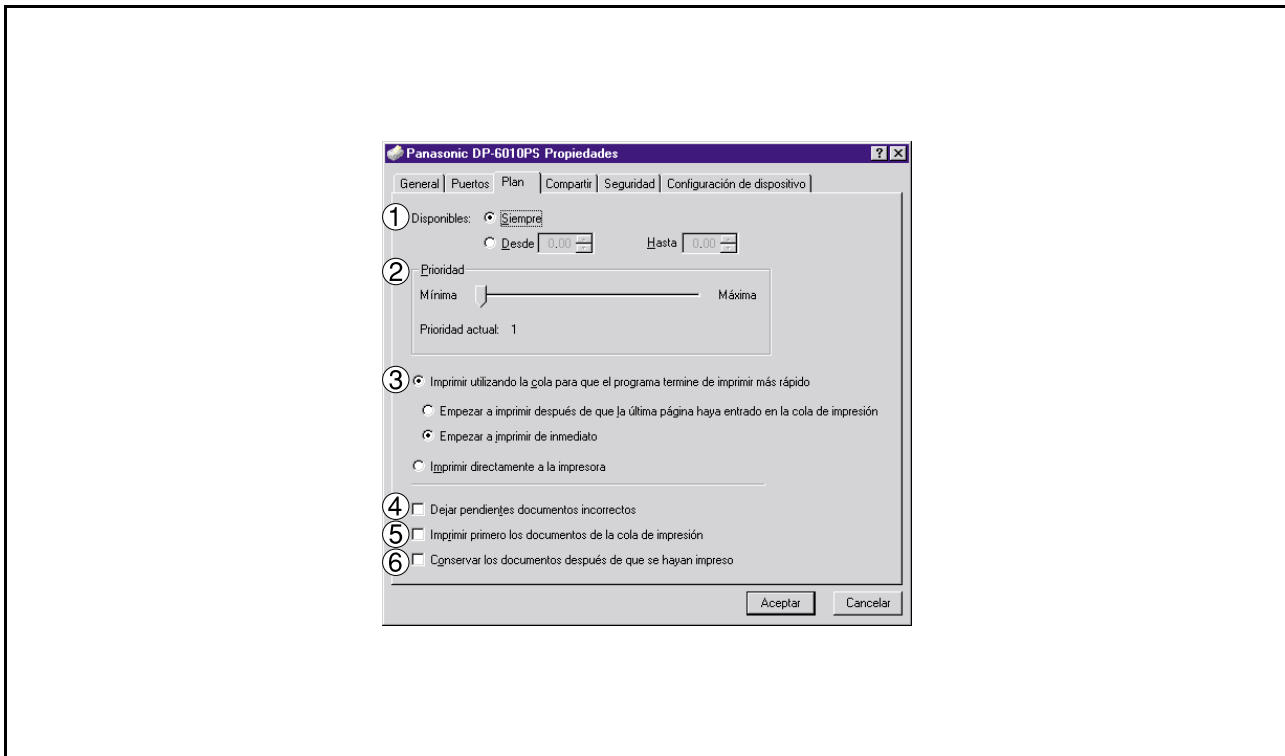 Panasonic DP-6010PS Propiedades
General Puertos Plan Compartir Seguridad Configuración de dispositivo
① Disponibles: Siempre
Desde 0.00 Hasta 0.00
② Prioridad
Mínima Máxima
Prioridad actual: 1
③ Imprimir utilizando la cola para que el programa termine de imprimir más rápido
Empezar a imprimir después de que la última página haya entrado en la cola de impresión
Empezar a imprimir de inmediato
Imprimir directamente a la impresora
④ Dejar pendientes documentos incorrectos
⑤ Imprimir primero los documentos de la cola de impresión
⑥ Conservar los documentos después de que se hayan impreso
Aceptar Cancelar